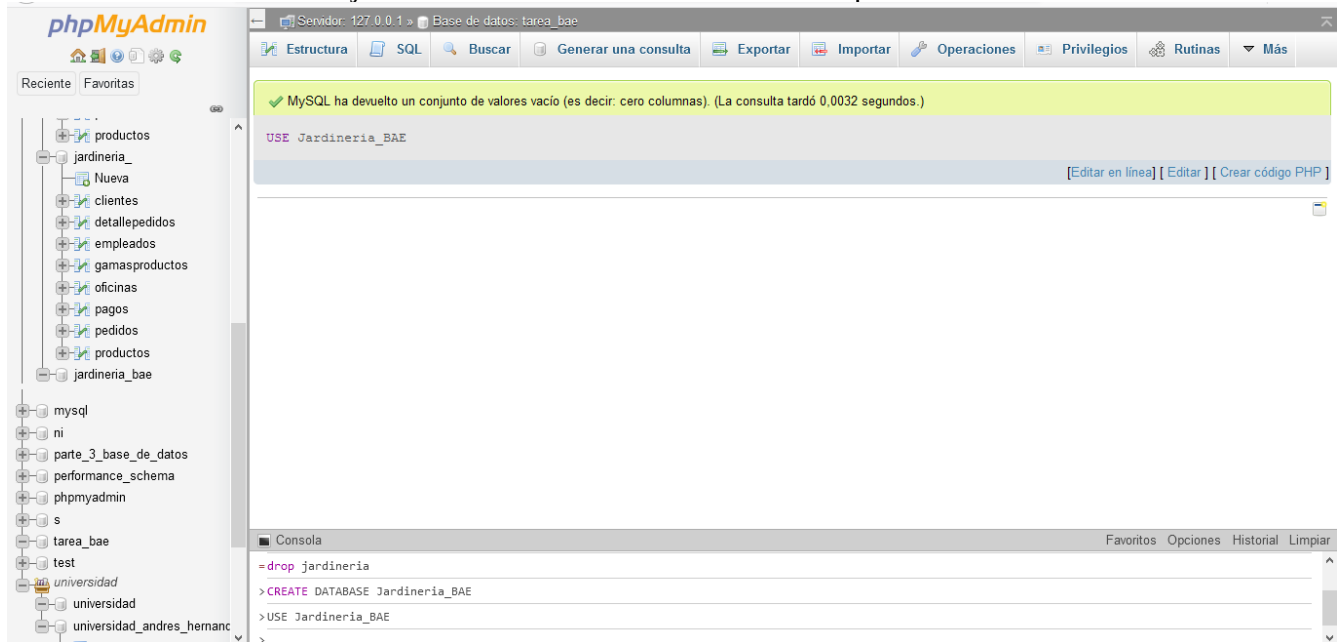 phpMyAdmin
Reciente Favoritas
productos
jardineria_
Nueva
clientes
detallepedidos
empleados
gamasproductos
oficinas
pagos
pedidos
productos
jardineria_bae
mysql
ni
parte_3_base_de_datos
performance_schema
phpmyadmin
s
tarea_bae
test
universidad
universidad
universidad_andres_hernanc
Servidor: 127.0.0.1 » Base de datos: tarea_bae
Estructura SQL Buscar Generar una consulta Exportar Importar Operaciones Privilegios Rutinas Más
MySQL ha devuelto un conjunto de valores vacío (es decir: cero columnas). (La consulta tardó 0,0032 segundos.)
USE Jardineria_BAE
[Editar en línea] [ Editar ] [ Crear código PHP ]
Consola Favoritos Opciones Historial Limpiar
=drop jardineria
>CREATE DATABASE Jardineria_BAE
>USE Jardineria_BAE
>